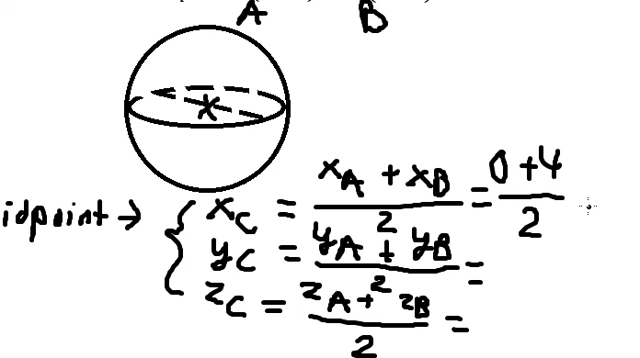 A B
x_C = (x_A + x_B)/2 = (0+4)/2
idpoint → { y_C = (y_A + y_B)/2 =
z_C = (z_A + z_B)/2 =